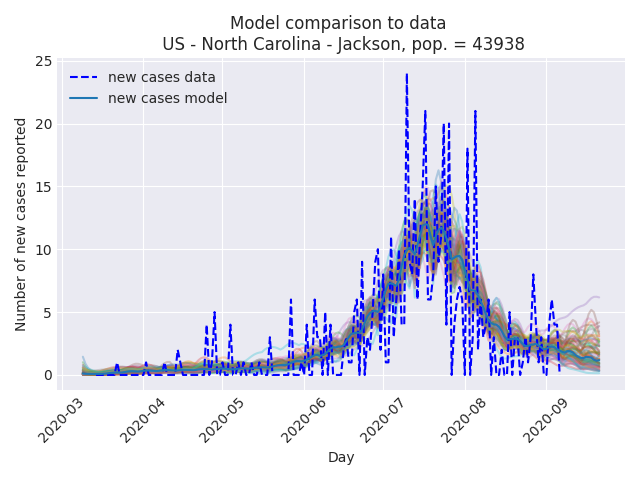 Model comparison to data
US - North Carolina - Jackson, pop. = 43938
new cases data
new cases model
Number of new cases reported
25
20
15
10
5
0
2020-03
2020-04
2020-05
2020-06
2020-07
2020-08
2020-09
Day